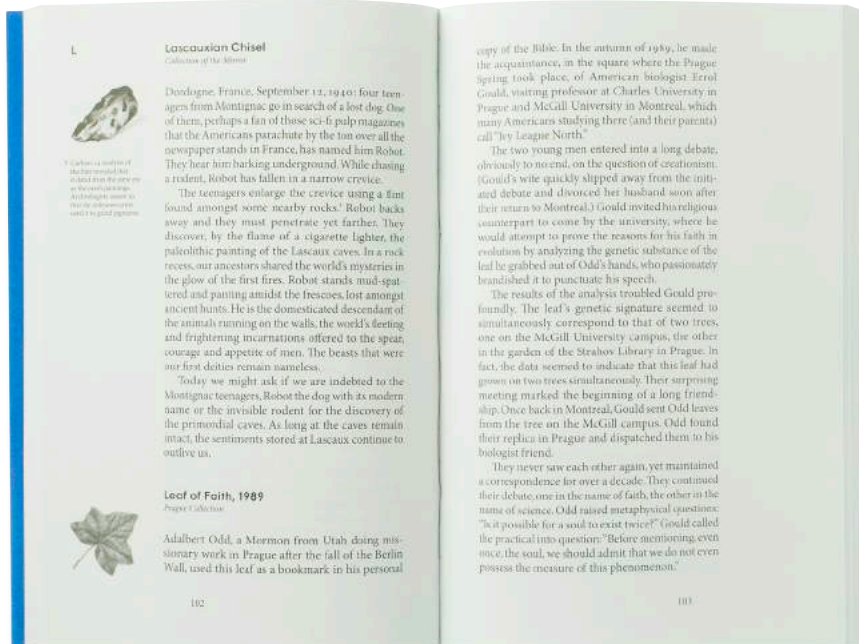 L
Lascauxian Chisel
Collection of the Mirror
Dordogne, France, September 12, 1940: four teen-
agers from Montignac go in search of a lost dog. One
of them, perhaps a fan of those sci-fi pulp magazines
that the Americans parachute by the ton over all the
newspaper stands in France, has named him Robot.
They hear him barking underground. While chasing
a rodent, Robot has fallen in a narrow crevice.
The teenagers enlarge the crevice using a flint
found amongst some nearby rocks.* Robot backs
away and they must penetrate yet farther. They
discover, by the flame of a cigarette lighter, the
paleolithic painting of the Lascaux caves. In a rock
recess, our ancestors shared the world's mysteries in
the glow of the first fires. Robot stands mud-spat-
tered and panting amidst the frescoes, lost amongst
ancient hunts. He is the domesticated descendant of
the animals running on the walls, the world's fleeting
and frightening incarnations offered to the spear,
courage and appetite of men. The beasts that were
our first deities remain nameless.
Today we might ask if we are indebted to the
Montignac teenagers, Robot the dog with its modern
name or the invisible rodent for the discovery of
the primordial caves. As long at the caves remain
intact, the sentiments stored at Lascaux continue to
outlive us.
* Carbon 14 analysis of
Leaf of Faith, 1989
Prague Collection
Adalbert Odd, a Mormon from Utah doing mis-
sionary work in Prague after the fall of the Berlin
Wall, used this leaf as a bookmark in his personal
102
copy of the Bible. In the autumn of 1989, he made
the acquaintance, in the square where the Prague
Spring took place, of American biologist Errol
Gould, visiting professor at Charles University in
Prague and McGill University in Montreal, which
many Americans studying there (and their parents)
call "Ivy League North."
The two young men entered into a long debate,
obviously to no end, on the question of creationism.
(Gould's wife quickly slipped away from the initi-
ated debate and divorced her husband soon after
their return to Montreal.) Gould invited his religious
counterpart to come by the university, where he
would attempt to prove the reasons for his faith in
evolution by analyzing the genetic substance of the
leaf he grabbed out of Odd's hands, who passionately
brandished it to punctuate his speech.
The results of the analysis troubled Gould pro-
foundly. The leaf's genetic signature seemed to
simultaneously correspond to that of two trees,
one on the McGill University campus, the other
in the garden of the Strahov Library in Prague. In
fact, the data seemed to indicate that this leaf had
grown on two trees simultaneously. Their surprising
meeting marked the beginning of a long friend-
ship. Once back in Montreal, Gould sent Odd leaves
from the tree on the McGill campus. Odd found
their replica in Prague and dispatched them to his
biologist friend.
They never saw each other again, yet maintained
a correspondence for over a decade. They continued
their debate, one in the name of faith, the other in the
name of science. Odd raised metaphysical questions:
"Is it possible for a soul to exist twice?" Gould called
the practical into question: "Before mentioning, even
once, the soul, we should admit that we do not even
possess the measure of this phenomenon."
103